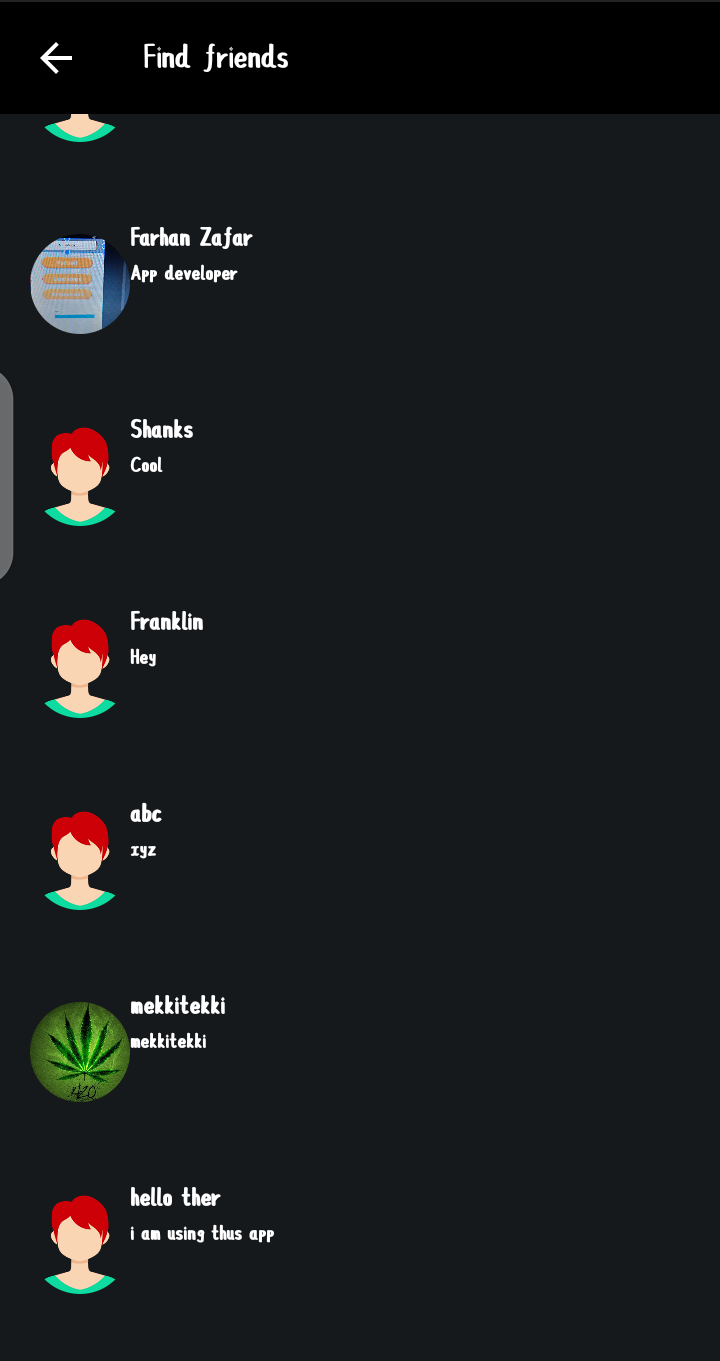 Find friends
Farhan Zafar
App developer
Shanks
Cool
Franklin
Hey
abc
xyz
mekkitekki
mekkitekki
420
hello ther
i am using thus app